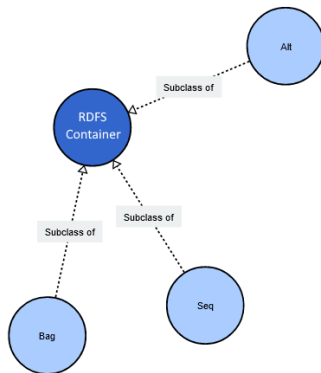 Alt
Subclass of
RDFS
Container
Subclass of
Subclass of
Seq
Bag